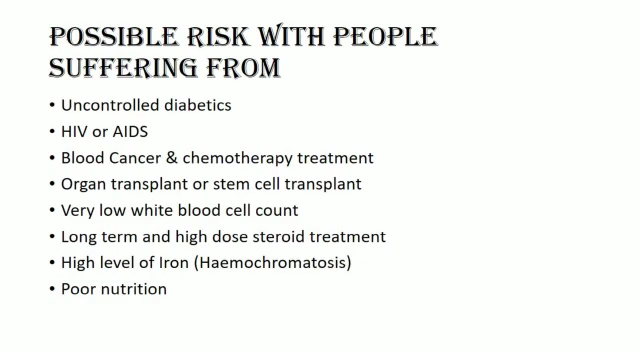 POSSIBLE RISK WITH PEOPLE
SUFFERING FROM
• Uncontrolled diabetics
• HIV or AIDS
• Blood Cancer & chemotherapy treatment
• Organ transplant or stem cell transplant
• Very low white blood cell count
• Long term and high dose steroid treatment
• High level of Iron (Haemochromatosis)
• Poor nutrition